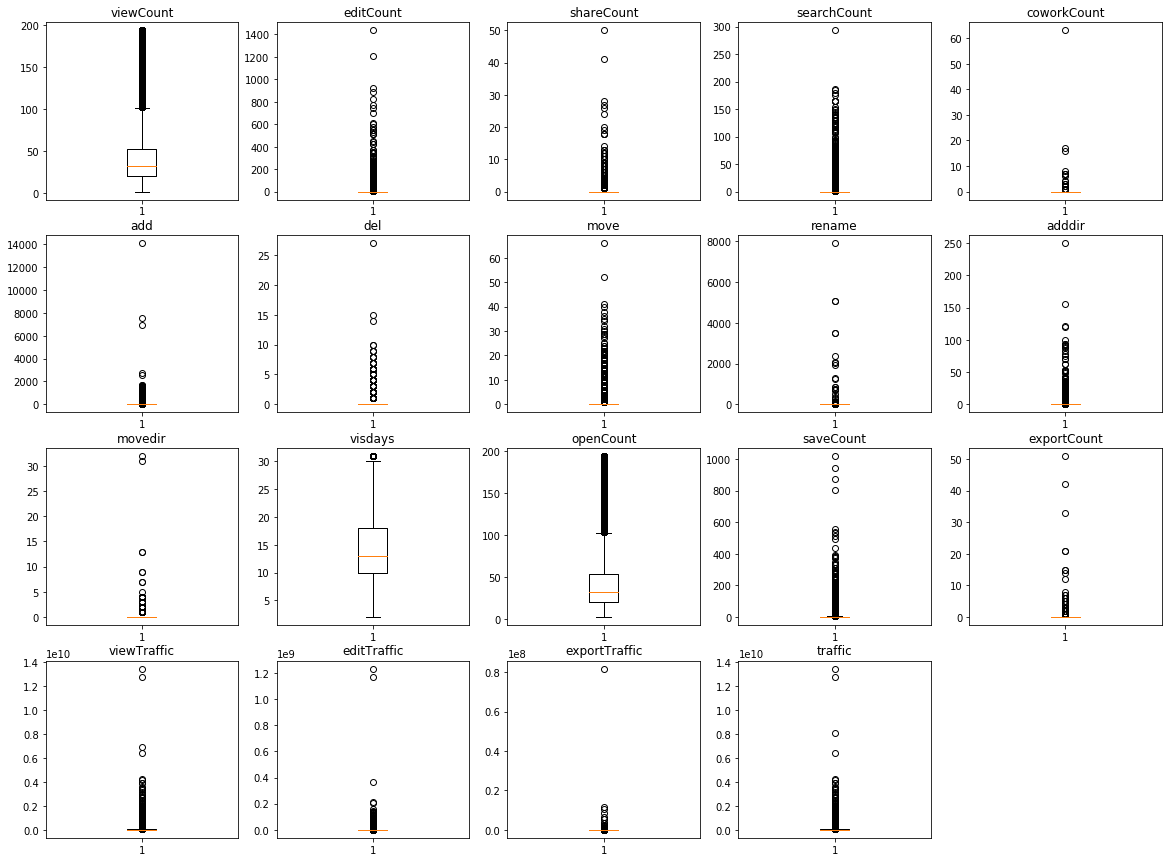 viewCount editCount shareCount searchCount coworkCount
200 150 100 50 0
1400 1200 1000 800 600 400 200 0
50 40 30 20 10 0
300 250 200 150 100 50 0
60 50 40 30 20 10 0
1 1 1 1 1
add del move rename adddir
14000 12000 10000 8000 6000 4000 2000 0
25 20 15 10 5 0
60 50 40 30 20 10 0
8000 6000 4000 2000 0
250 200 150 100 50 0
1 1 1 1 1
movedir visdays openCount saveCount exportCount
30 25 20 15 10 5 0
30 25 20 15 10 5
200 150 100 50 0
1000 800 600 400 200 0
50 40 30 20 10 0
1 1 1 1 1
1e10 viewTraffic 1e9 editTraffic 1e8 exportTraffic 1e10 traffic
1.4 1.2 1.0 0.8 0.6 0.4 0.2 0.0
1.2 1.0 0.8 0.6 0.4 0.2 0.0
0.8 0.6 0.4 0.2 0.0
1.4 1.2 1.0 0.8 0.6 0.4 0.2 0.0
1 1 1 1